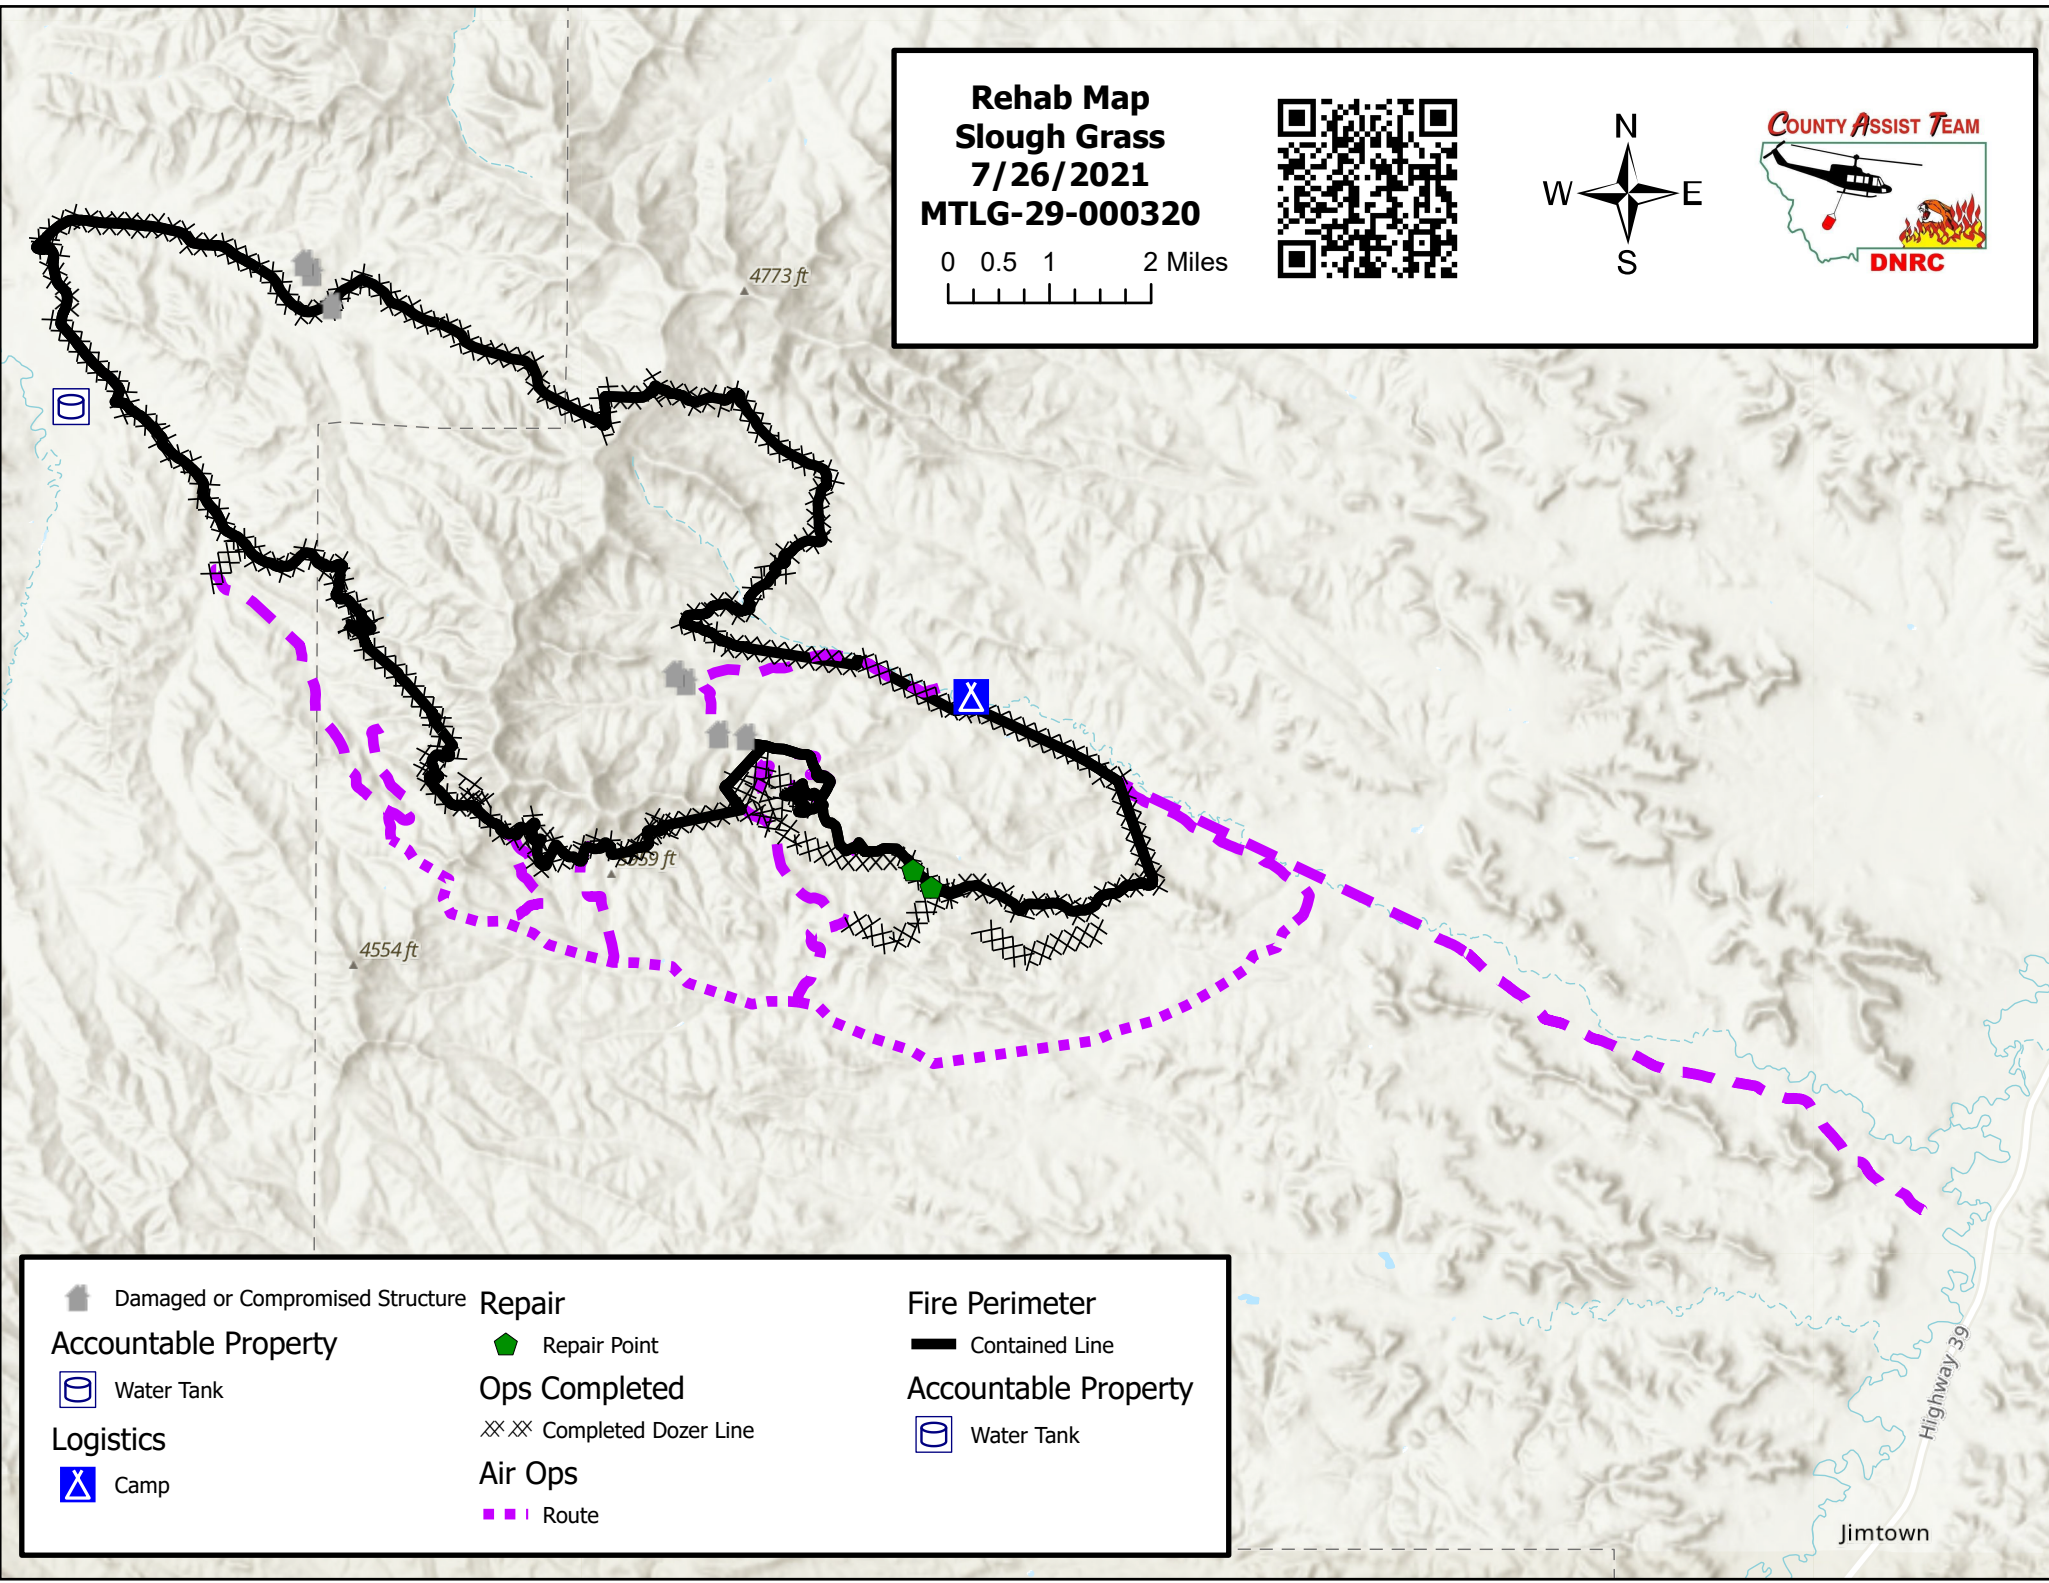 Rehab Map
Slough Grass
7/26/2021
MTLG-29-000320
0 0.5 1 2 Miles
N
W E
S
COUNTY ASSIST TEAM
DNRC
4773 ft
4554 ft
Highway 39
Jimtown
Damaged or Compromised Structure
Accountable Property
Water Tank
Logistics
Camp
Repair
Repair Point
Ops Completed
Completed Dozer Line
Air Ops
Route
Fire Perimeter
Contained Line
Accountable Property
Water Tank